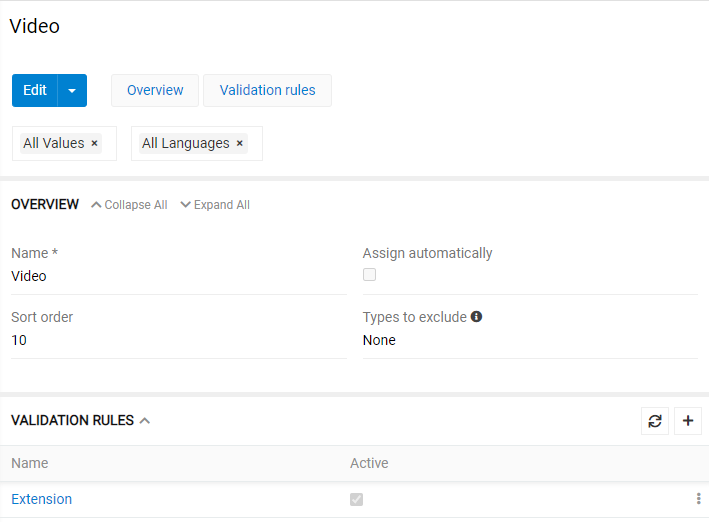 Video
Edit Overview Validation rules
All Values × All Languages ×
OVERVIEW Collapse All Expand All
Name * Assign automatically
Video
Sort order Types to exclude
10 None
VALIDATION RULES
Name Active
Extension